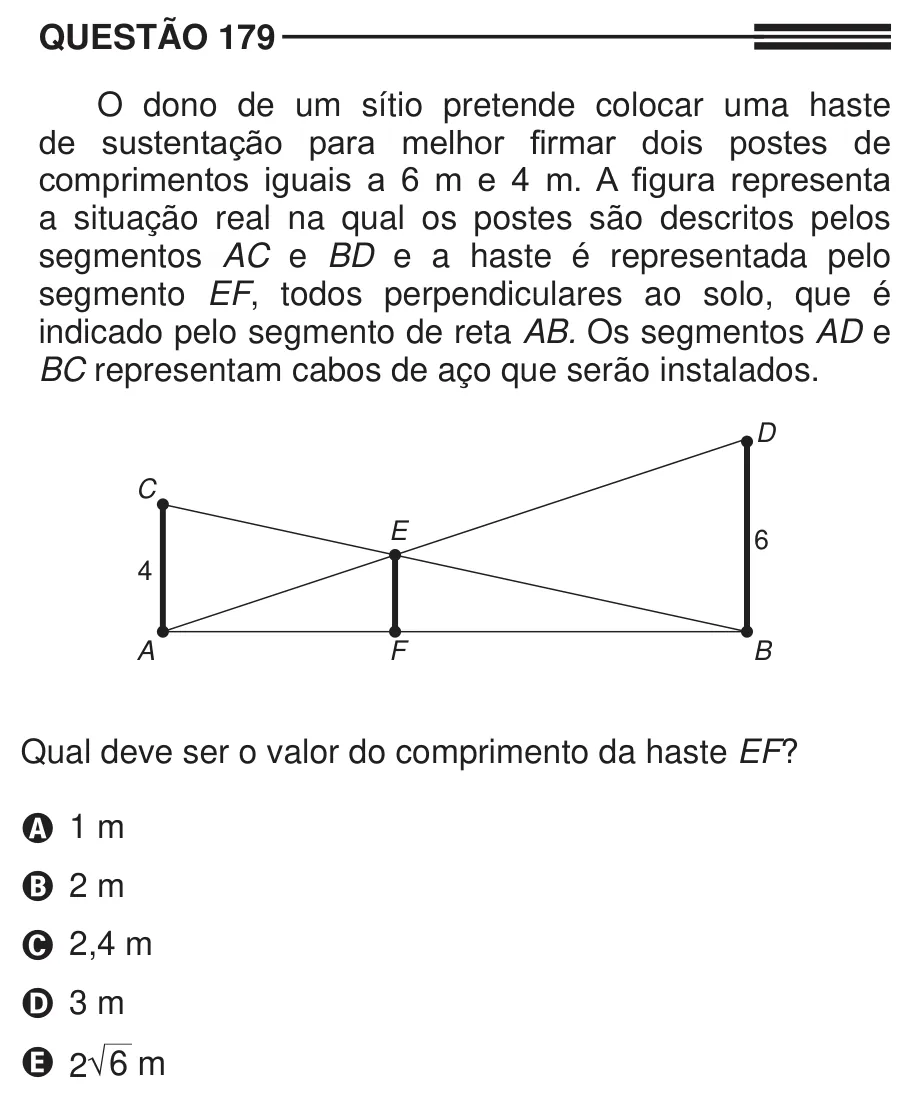 QUESTÃO 179
O dono de um sítio pretende colocar uma haste
de sustentação para melhor firmar dois postes de
comprimentos iguais a 6 m e 4 m. A figura representa
a situação real na qual os postes são descritos pelos
segmentos AC e BD e a haste é representada pelo
segmento EF, todos perpendiculares ao solo, que é
indicado pelo segmento de reta AB. Os segmentos AD e
BC representam cabos de aço que serão instalados.
D
C
E
6
4
A
F
B
Qual deve ser o valor do comprimento da haste EF?
A 1 m
B 2 m
C 2,4 m
D 3 m
E 2√6 m